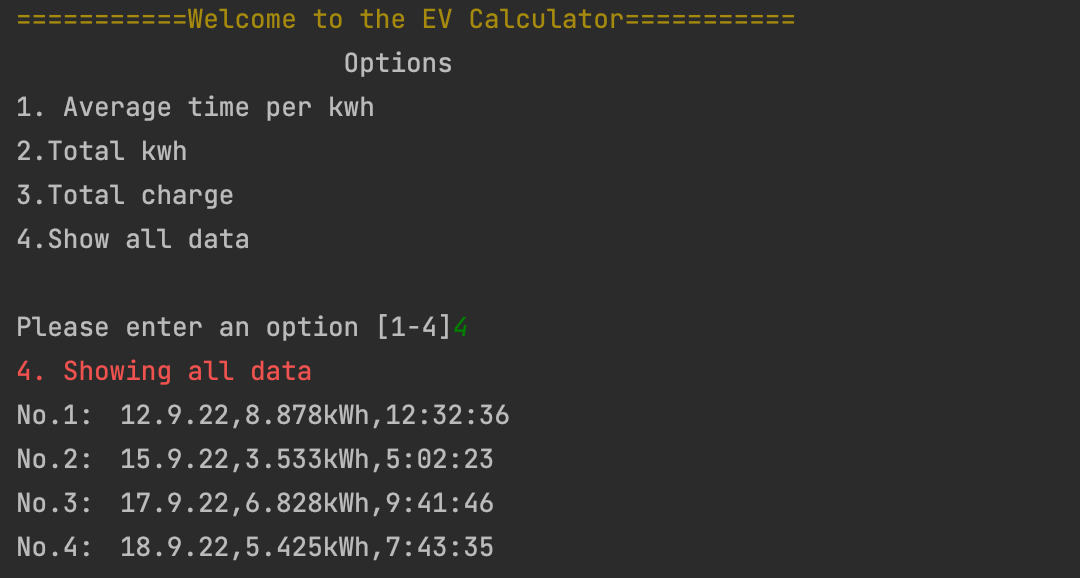 ===========Welcome to the EV Calculator===========
Options
1. Average time per kwh
2.Total kwh
3.Total charge
4.Show all data
Please enter an option [1-4]4
4. Showing all data
No.1: 12.9.22,8.878kWh,12:32:36
No.2: 15.9.22,3.533kWh,5:02:23
No.3: 17.9.22,6.828kWh,9:41:46
No.4: 18.9.22,5.425kWh,7:43:35